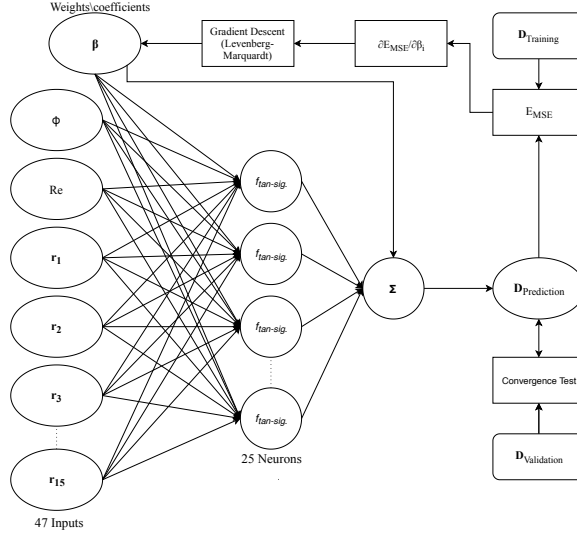 Weights\coefficients
β
Gradient Descent
(Levenberg-
Marquardt)
∂E_MSE/∂β_i
D_Training
E_MSE
ϕ
Re
r_1
r_2
r_3
r_15
47 Inputs
f_tan-sig.
f_tan-sig.
f_tan-sig.
f_tan-sig.
25 Neurons
Σ
D_Prediction
Convergence Test
D_Validation